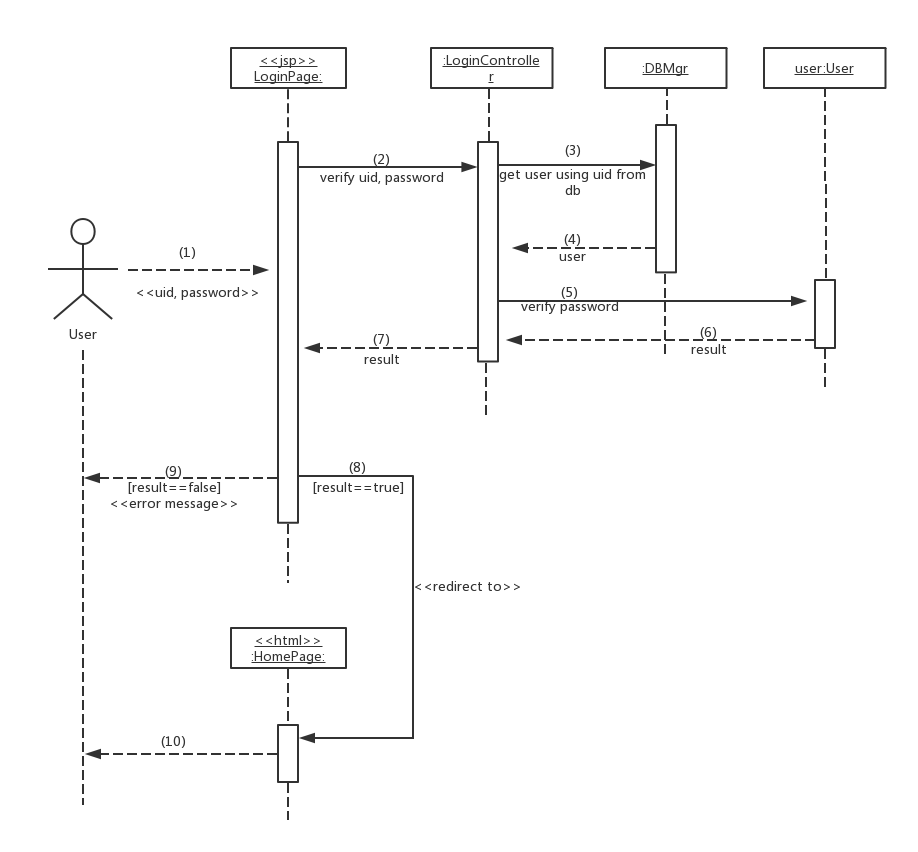 <<jsp>>
LoginPage:
:LoginControlle
r
:DBMgr
user:User
(2)
verify uid, password
(3)
get user using uid from
db
(1)
<<uid, password>>
User
(4)
user
(5)
verify password
(6)
result
(7)
result
(9)
[result==false]
<<error message>>
(8)
[result==true]
<<redirect to>>
<<html>>
:HomePage:
(10)